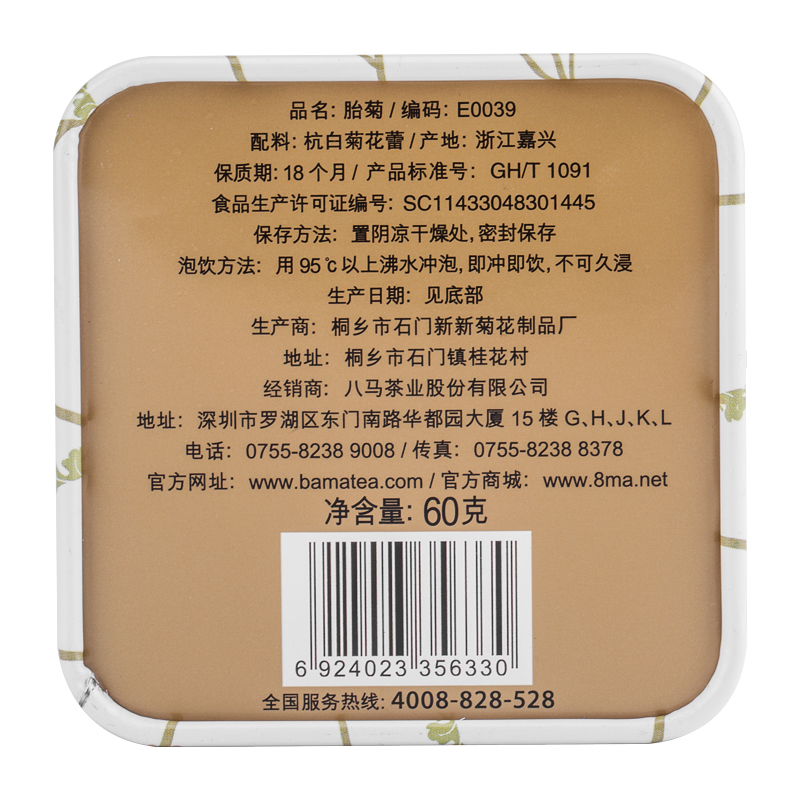 品名: 胎菊 / 编码: E0039
配料: 杭白菊花蕾 / 产地: 浙江嘉兴
保质期: 18 个月 / 产品标准号: GH/T 1091
食品生产许可证编号: SC11433048301445
保存方法: 置阴凉干燥处, 密封保存
泡饮方法: 用 95℃以上沸水冲泡, 即冲即饮, 不可久浸
生产日期: 见底部
生产商: 桐乡市石门新新菊花制品厂
地址: 桐乡市石门镇桂花村
经销商: 八马茶业股份有限公司
地址: 深圳市罗湖区东门南路华都园大厦 15 楼 G、H、J、K、L
电话: 0755-8238 9008 / 传真: 0755-8238 8378
官方网址: www.bamatea.com / 官方商城: www.8ma.net
净含量: 60克
6 924023 356330
全国服务热线: 4008-828-528